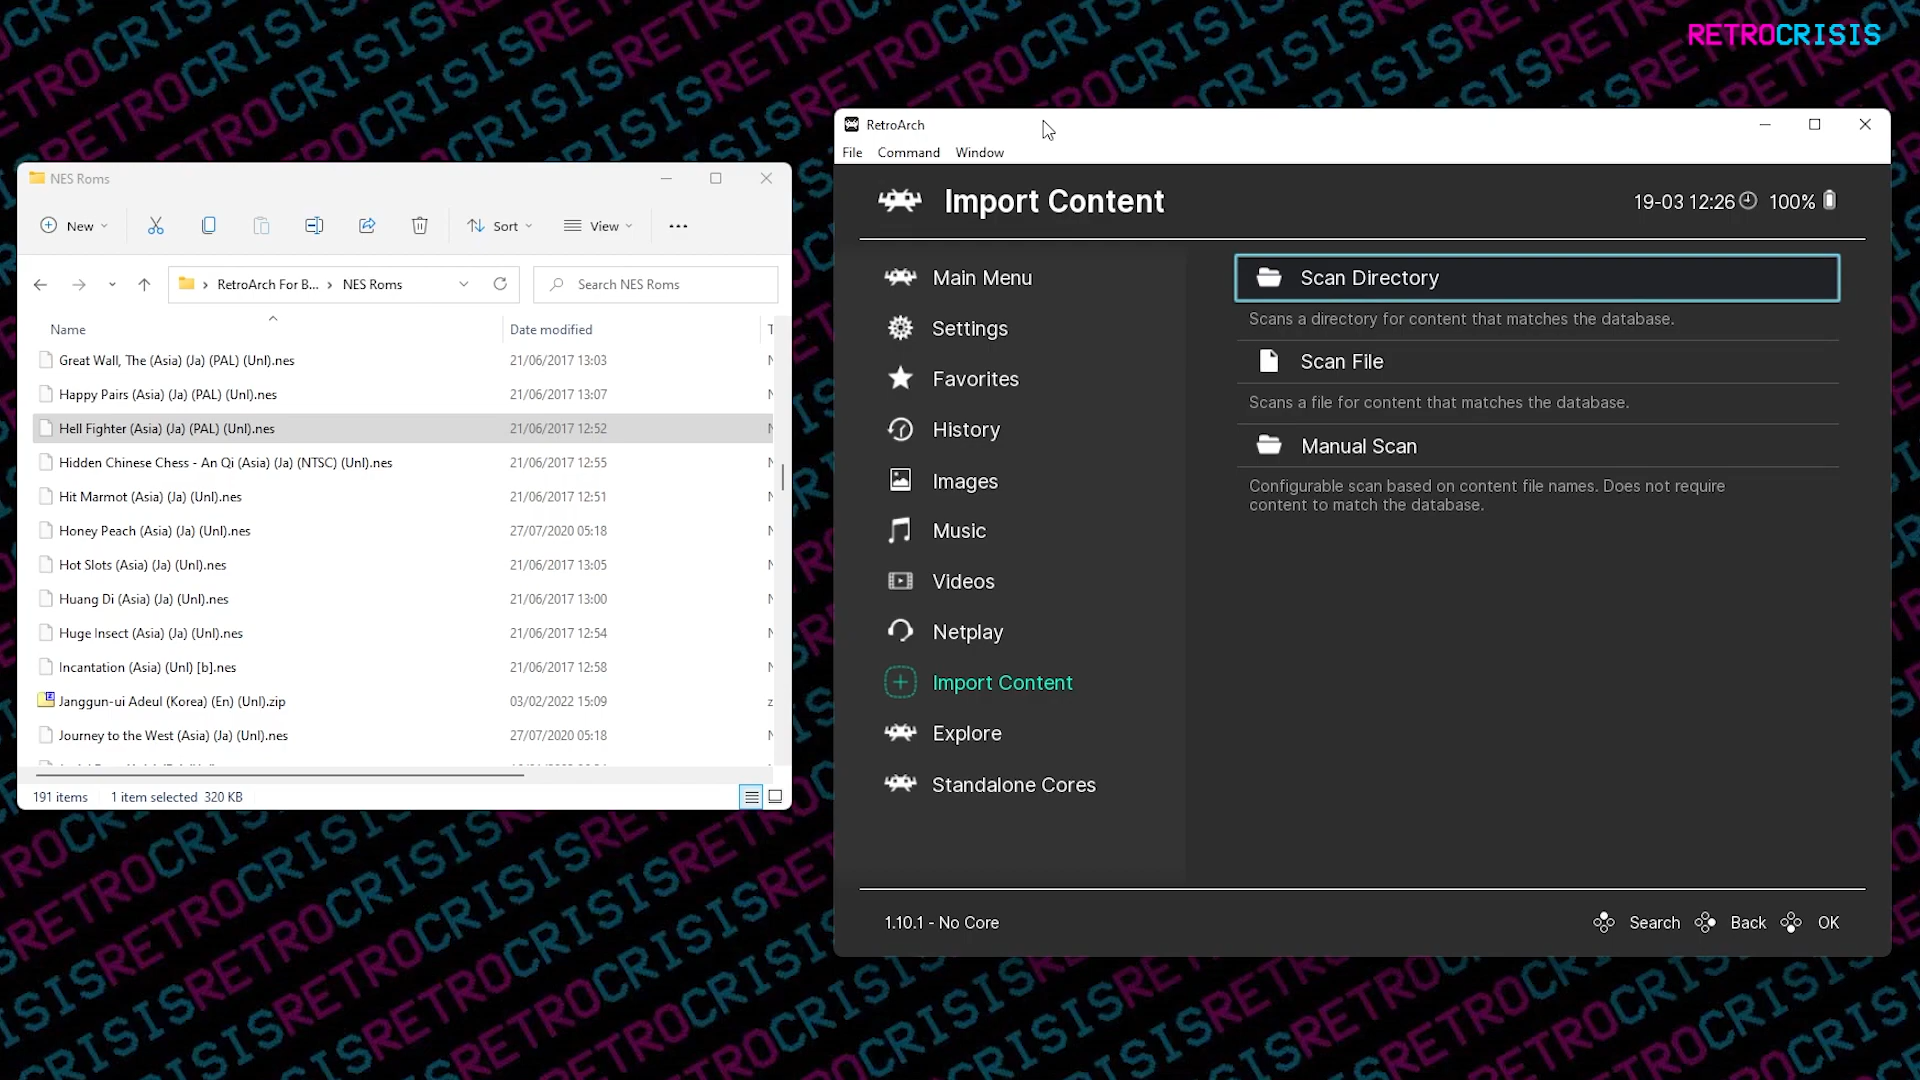 RETROCRISIS
NES Roms
New
Sort
View
RetroArch For B...
NES Roms
Search NES Roms
Name
Date modified
T
Great Wall, The (Asia) (Ja) (PAL) (Unl).nes 21/06/2017 13:03
Happy Pairs (Asia) (Ja) (PAL) (Unl).nes 21/06/2017 13:07
Hell Fighter (Asia) (Ja) (PAL) (Unl).nes 21/06/2017 12:52
Hidden Chinese Chess - An Qi (Asia) (Ja) (NTSC) (Unl).nes 21/06/2017 12:55
Hit Marmot (Asia) (Ja) (Unl).nes 21/06/2017 12:51
Honey Peach (Asia) (Ja) (Unl).nes 27/07/2020 05:18
Hot Slots (Asia) (Ja) (Unl).nes 21/06/2017 13:05
Huang Di (Asia) (Ja) (Unl).nes 21/06/2017 13:00
Huge Insect (Asia) (Ja) (Unl).nes 21/06/2017 12:54
Incantation (Asia) (Unl) [b].nes 21/06/2017 12:58
Janggun-ui Adeul (Korea) (En) (Unl).zip 03/02/2022 15:09
Journey to the West (Asia) (Ja) (Unl).nes 27/07/2020 05:18
191 items 1 item selected 320 KB
RetroArch
File Command Window
Import Content
19-03 12:26 100%
Main Menu
Settings
Favorites
History
Images
Music
Videos
Netplay
Import Content
Explore
Standalone Cores
Scan Directory
Scans a directory for content that matches the database.
Scan File
Scans a file for content that matches the database.
Manual Scan
Configurable scan based on content file names. Does not require
content to match the database.
1.10.1 - No Core
Search Back OK